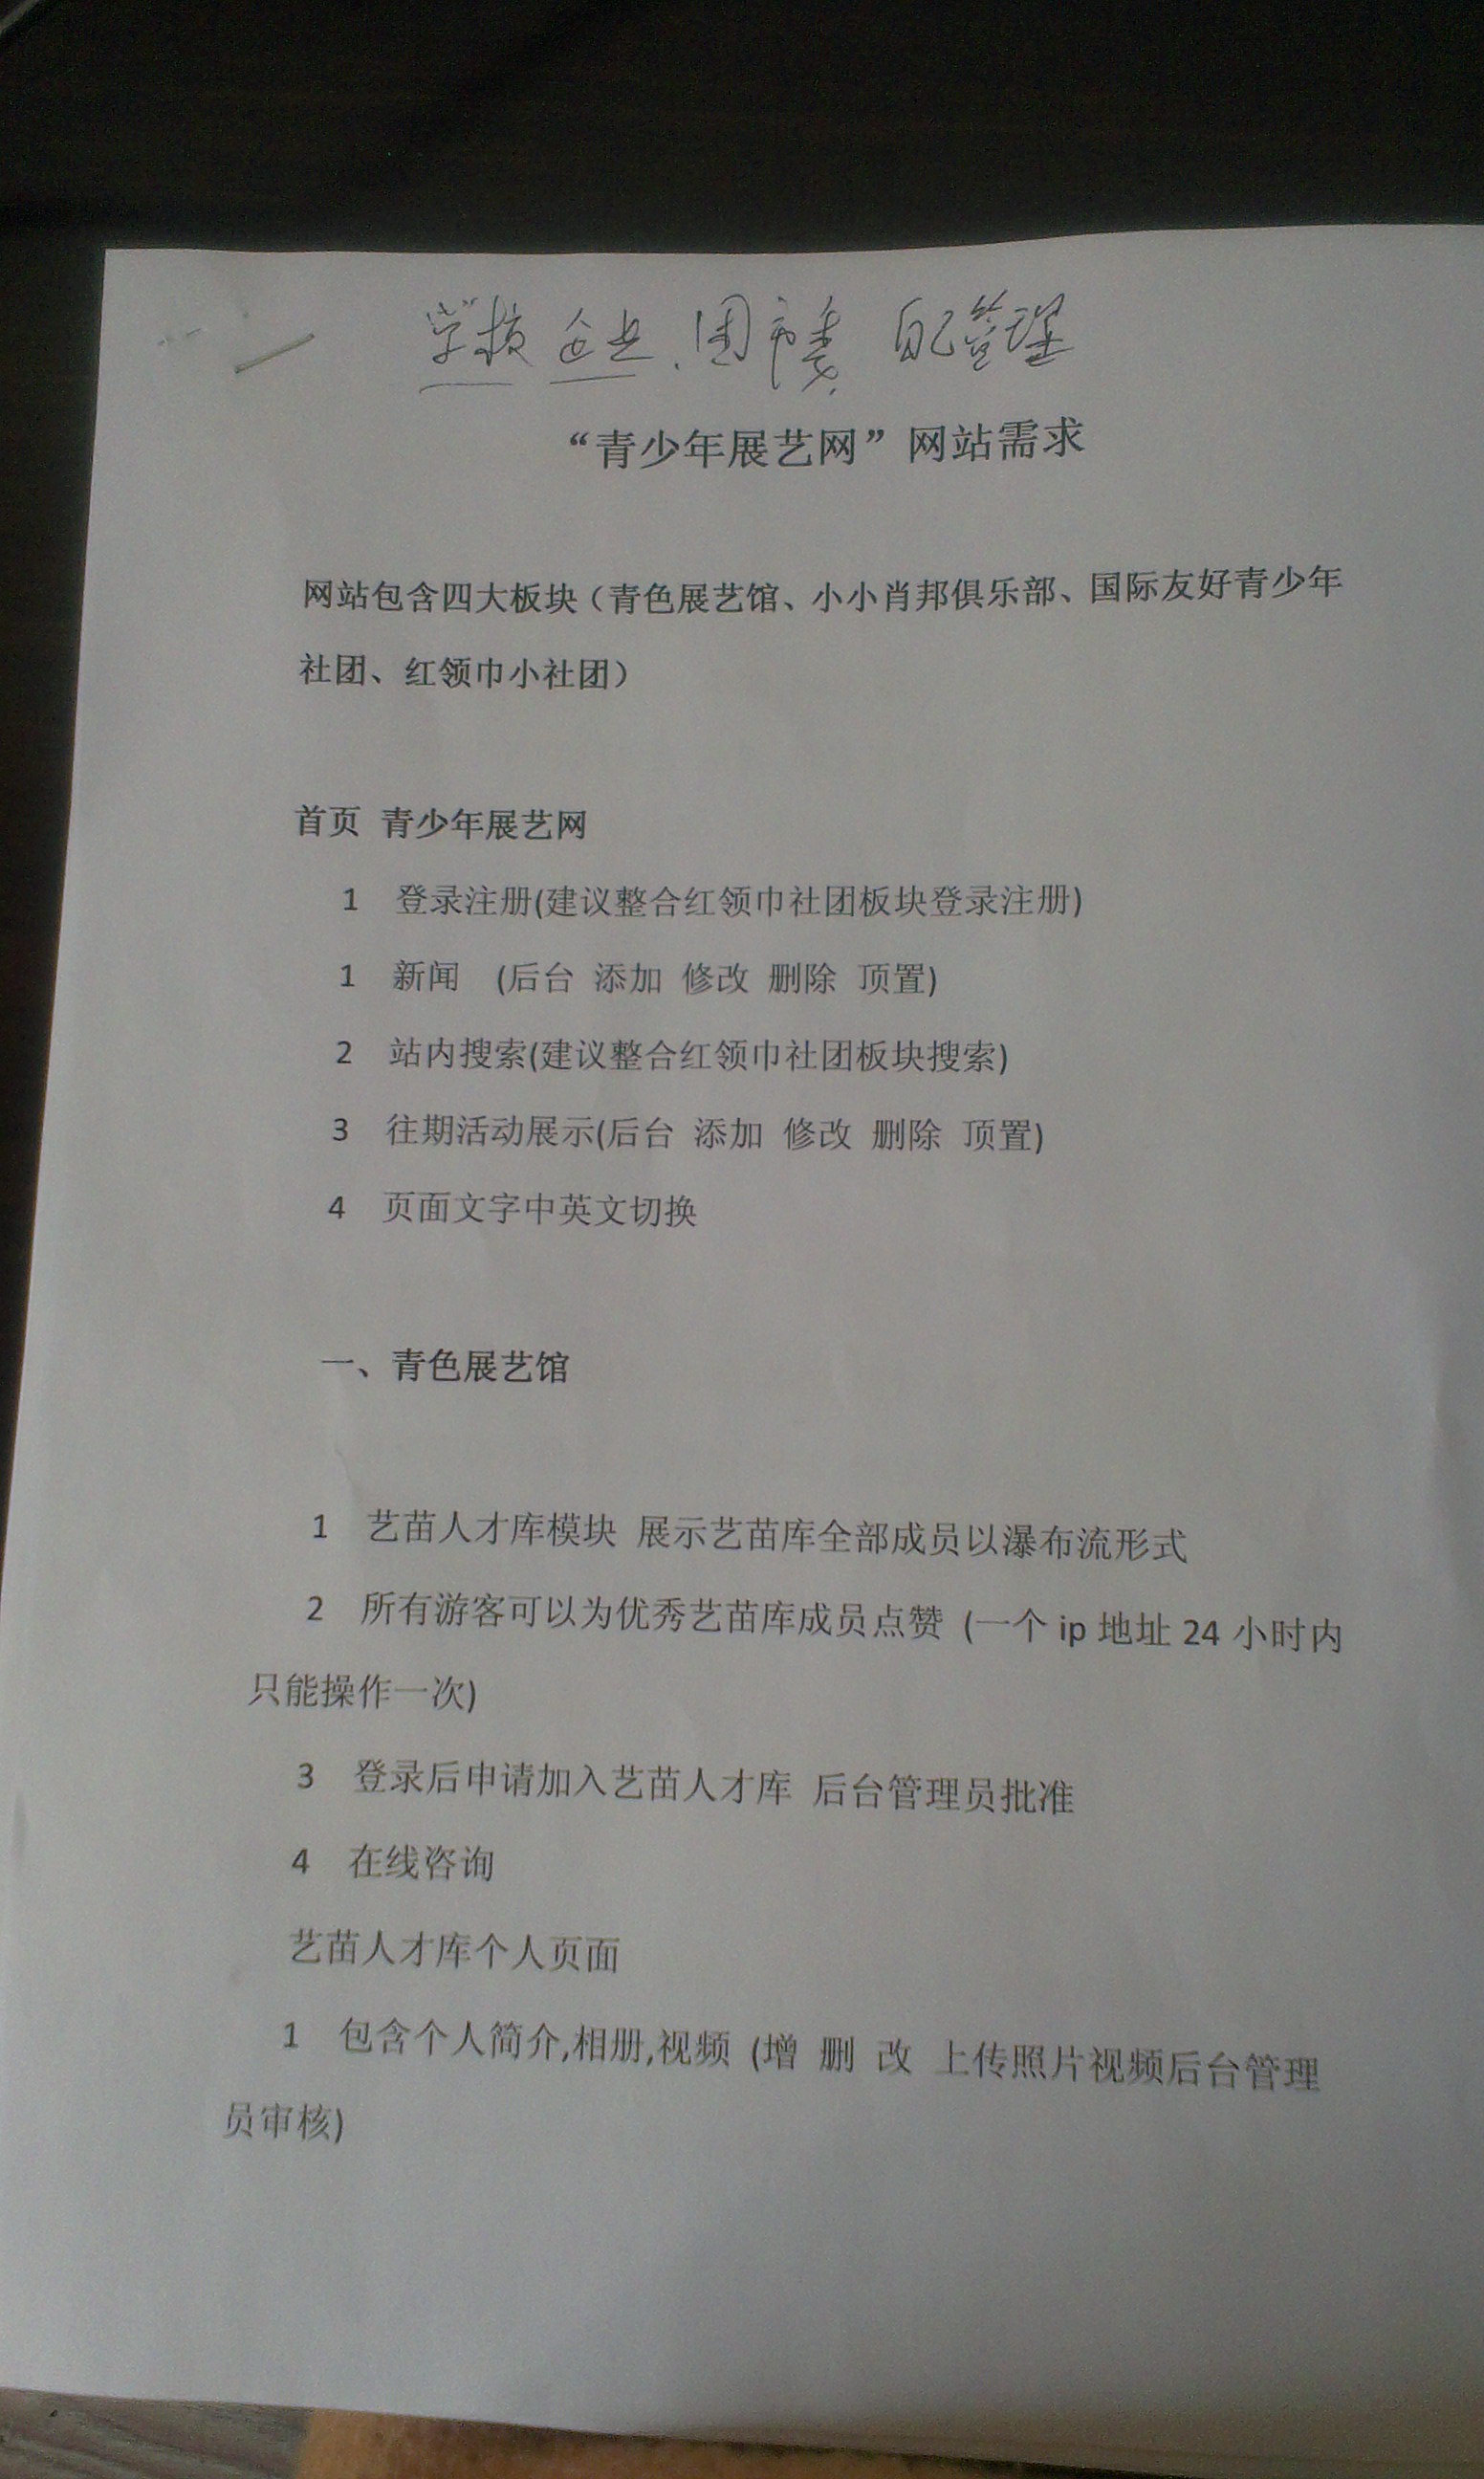 学校 企业、团市委 自己管理
“青少年展艺网”网站需求
网站包含四大板块（青色展艺馆、小小肖邦俱乐部、国际友好青少年
社团、红领巾小社团）
首页 青少年展艺网
1 登录注册(建议整合红领巾社团板块登录注册)
1 新闻 (后台 添加 修改 删除 顶置)
2 站内搜索(建议整合红领巾社团板块搜索)
3 往期活动展示(后台 添加 修改 删除 顶置)
4 页面文字中英文切换
一、青色展艺馆
1 艺苗人才库模块 展示艺苗库全部成员以瀑布流形式
2 所有游客可以为优秀艺苗库成员点赞 (一个 ip 地址 24 小时内
只能操作一次)
3 登录后申请加入艺苗人才库 后台管理员批准
4 在线咨询
艺苗人才库个人页面
1 包含个人简介,相册,视频 (增 删 改 上传照片视频后台管理
员审核)